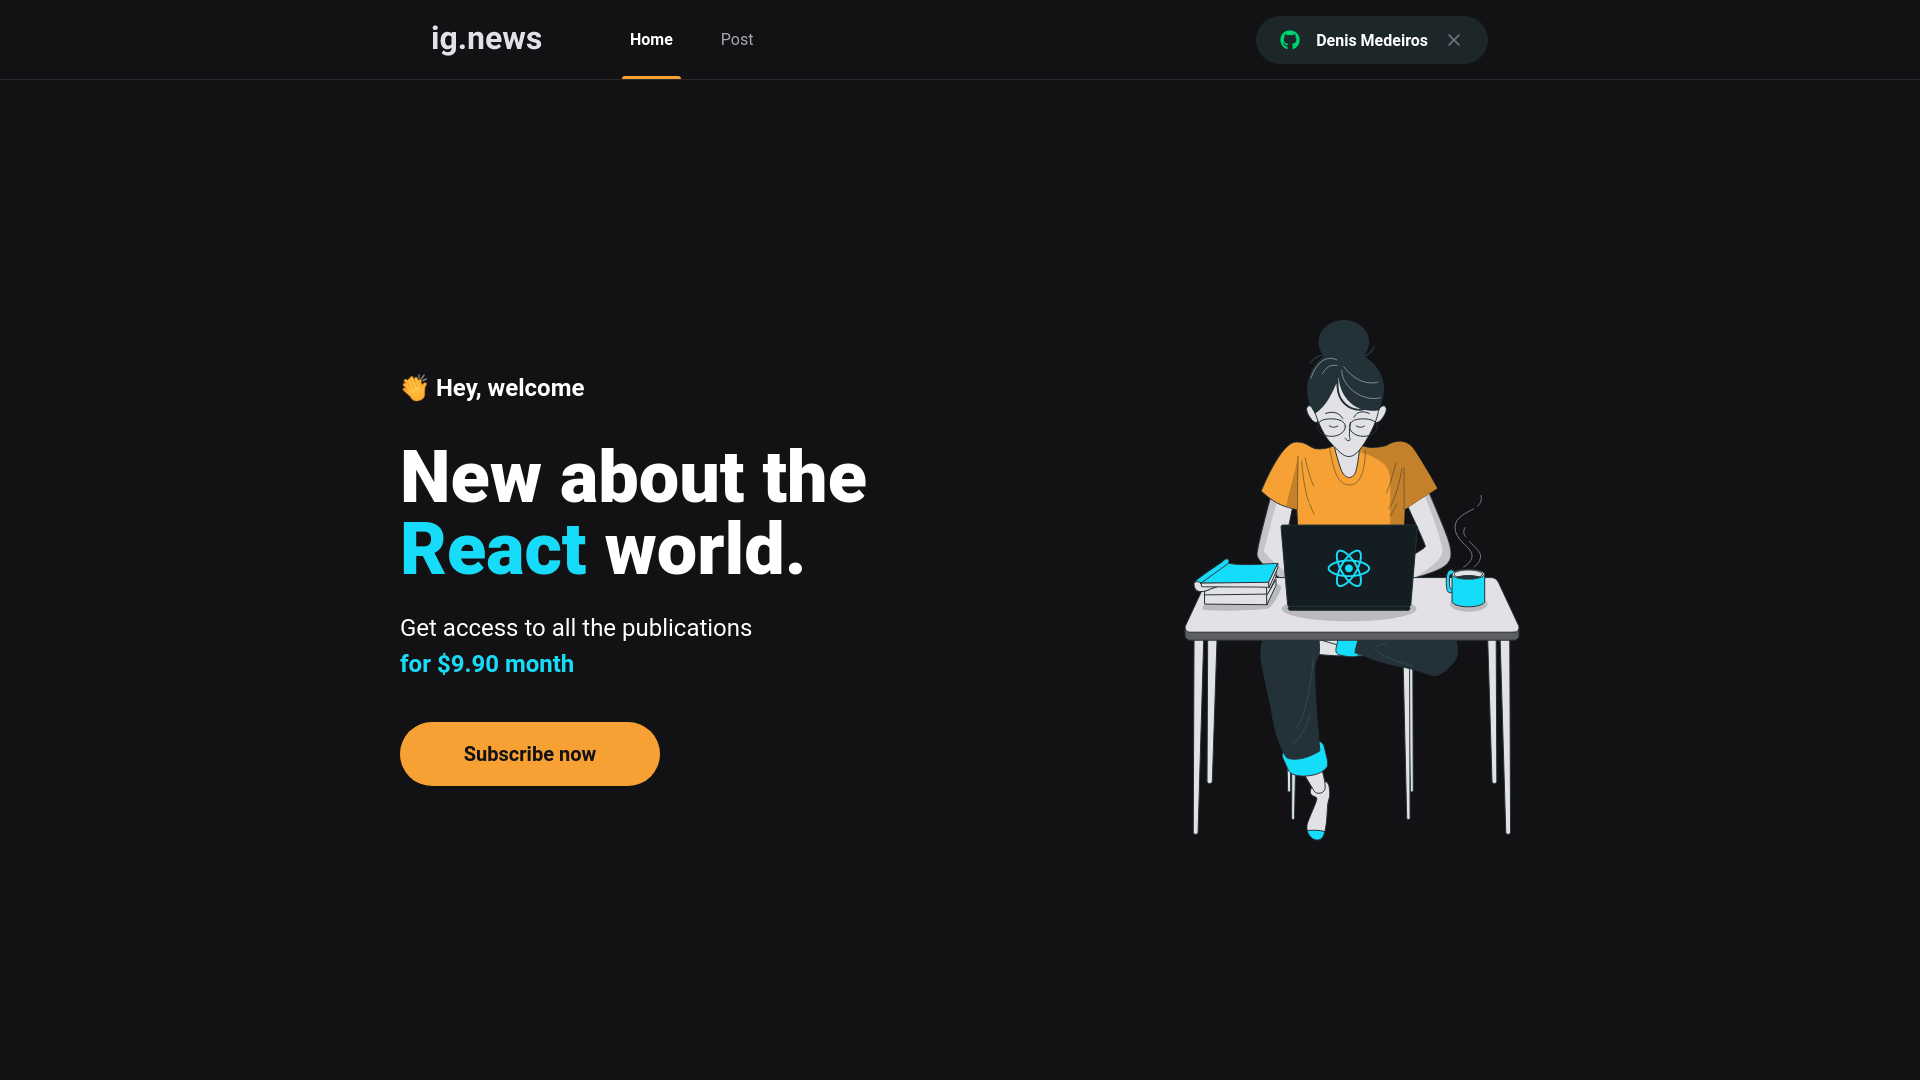 ig.news
Home
Post
Denis Medeiros
👏 Hey, welcome
New about the
React world.
Get access to all the publications
for $9.90 month
Subscribe now